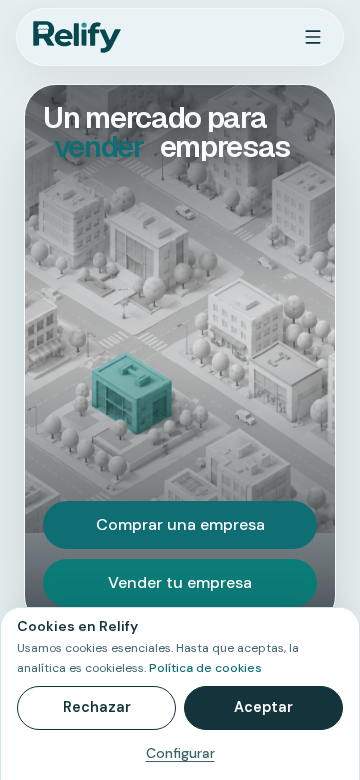 Relify
Un mercado para
vender empresas
Comprar una empresa
Vender tu empresa
Cookies en Relify
Usamos cookies esenciales. Hasta que aceptas, la
analítica es cookieless. Política de cookies
Rechazar
Aceptar
Configurar